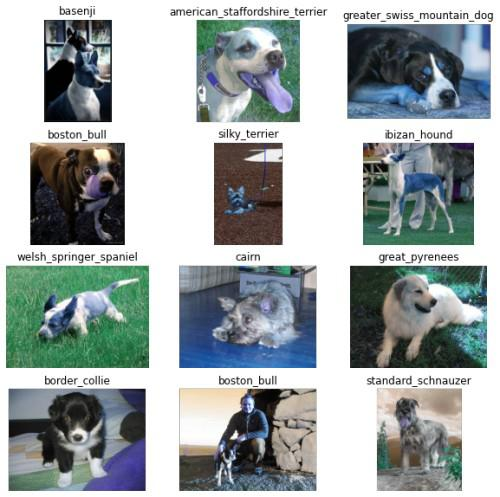 basenji
american_staffordshire_terrier
greater_swiss_mountain_dog
boston_bull
silky_terrier
ibizan_hound
welsh_springer_spaniel
cairn
great_pyrenees
border_collie
boston_bull
standard_schnauzer